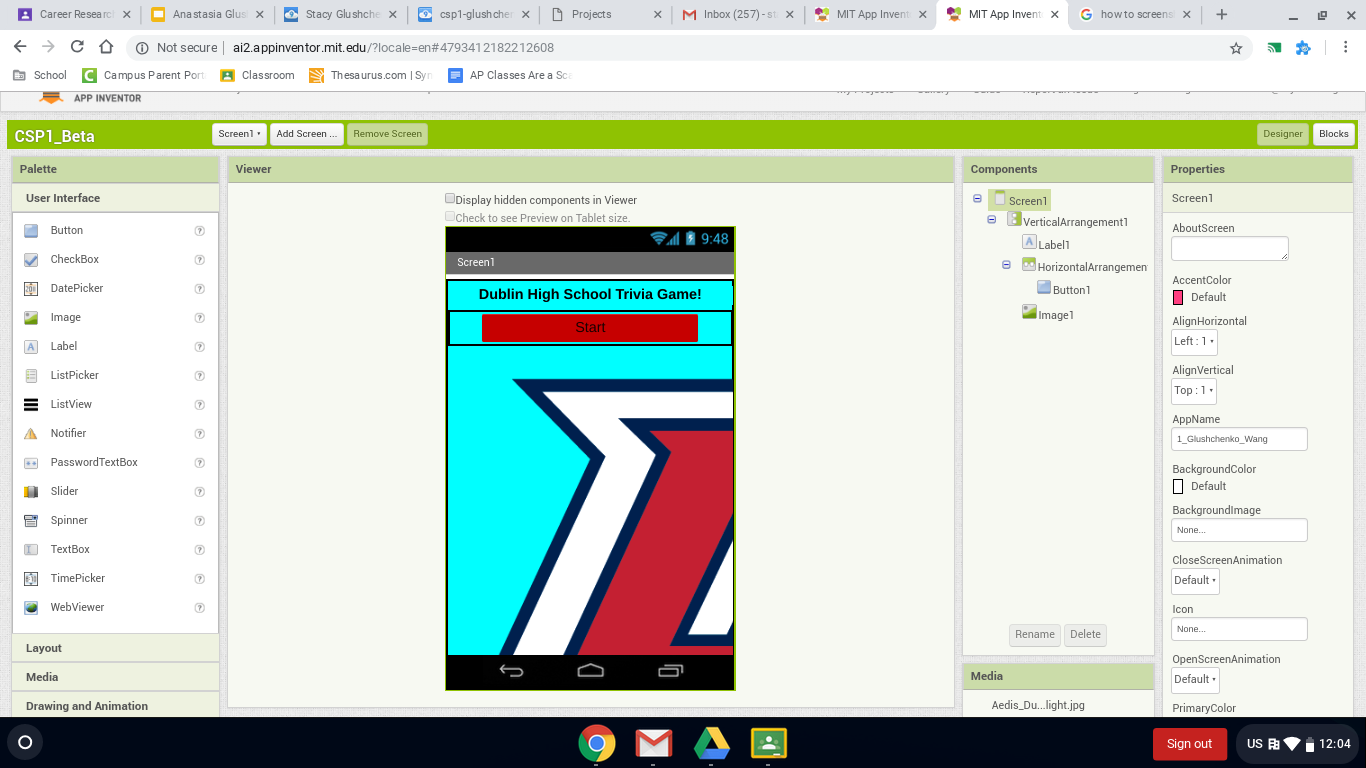 Career Researc
Anastasia Glus
Stacy Glushche
csp1-glushcher
Projects
Inbox (257) - st
MIT App Invent
MIT App Invent
how to screens
Not secure | ai2.appinventor.mit.edu/?locale=en#4793412182212608
School
Campus Parent Port
Classroom
Thesaurus.com | Syn
AP Classes Are a Sca
APP INVENTOR
CSP1_Beta
Screen1
Add Screen ...
Remove Screen
Designer
Blocks
Palette
User Interface
Button
CheckBox
DatePicker
Image
Label
ListPicker
ListView
Notifier
PasswordTextBox
Slider
Spinner
TextBox
TimePicker
WebViewer
Layout
Media
Drawing and Animation
Viewer
Display hidden components in Viewer
Check to see Preview on Tablet size.
9:48
Screen1
Dublin High School Trivia Game!
Start
Components
Screen1
VerticalArrangement1
Label1
HorizontalArrangemen
Button1
Image1
Rename
Delete
Media
Aedis_Du...light.jpg
Properties
Screen1
AboutScreen
AccentColor
Default
AlignHorizontal
Left : 1
AlignVertical
Top : 1
AppName
1_Glushchenko_Wang
BackgroundColor
Default
BackgroundImage
None...
CloseScreenAnimation
Default
Icon
None...
OpenScreenAnimation
Default
PrimaryColor
Sign out
US
12:04